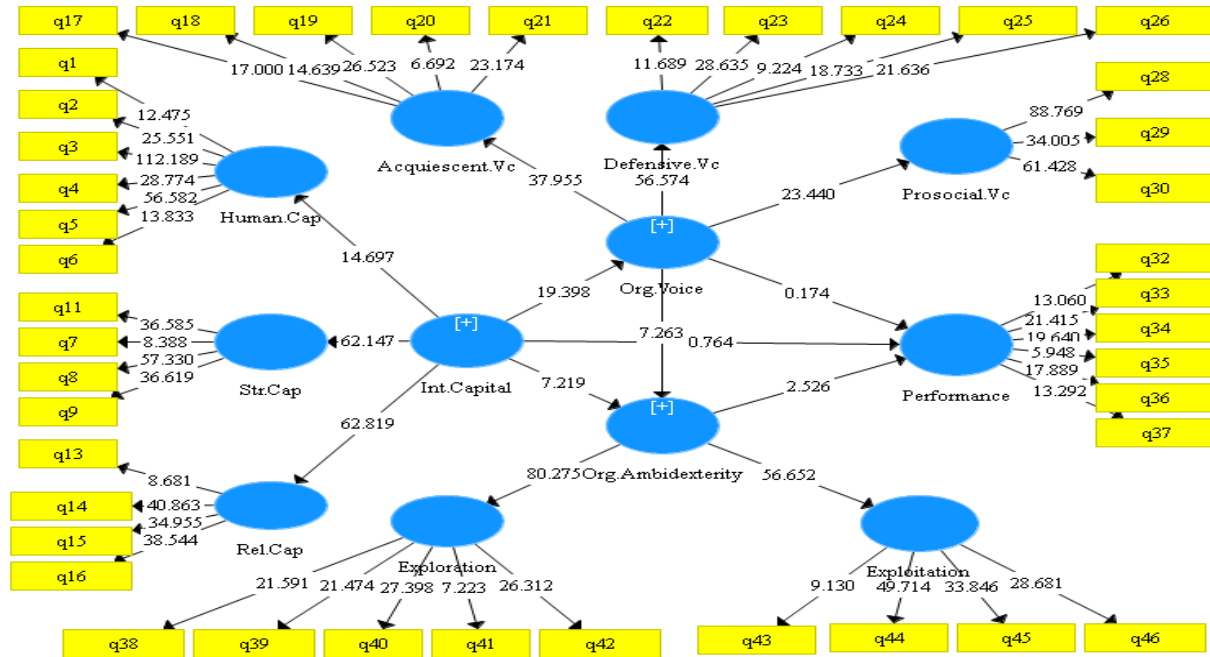 q17 q18 q19 q20 q21 q22 q23 q24 q25 q26
17.000 14.639 26.523 6.692 23.174 11.689 28.635 9.224 18.733 21.636
q1
q2
q3
q4
q5
q6
12.475
25.551
112.189
28.774
56.582
13.833
Human.Cap
Acquiescent.Vc
Defensive.Vc
Prosocial.Vc
q28
q29
q30
88.769
34.005
61.428
37.955
56.574
23.440
14.697
[+]
Org.Voice
19.398
0.174
7.263
0.764
q11
q7
q8
q9
36.585
8.388
57.330
36.619
Str.Cap
62.147
[+]
Int.Capital
7.219
62.819
q32
q33
q34
q35
q36
q37
13.060
21.415
19.640
5.948
17.889
13.292
Performance
2.526
[+]
Org.Ambidexterity
80.275
56.652
q13
q14
q15
q16
8.681
40.863
34.955
38.544
Rel.Cap
Exploration
Exploitation
21.591 21.474 27.398 7.223 26.312
9.130 49.714 33.846 28.681
q38 q39 q40 q41 q42 q43 q44 q45 q46